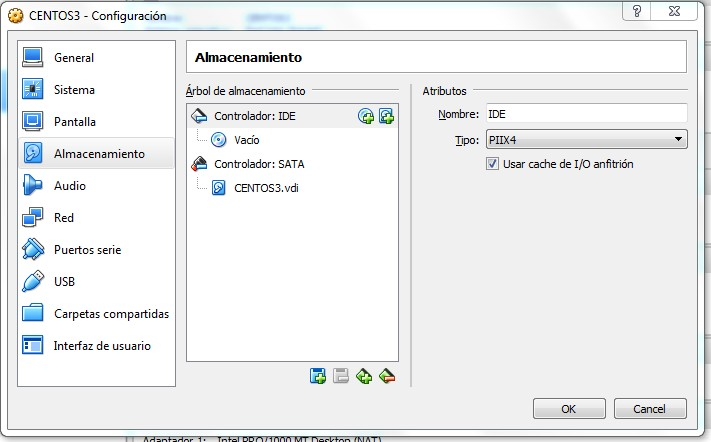 CENTOS3 - Configuración
General
Sistema
Pantalla
Almacenamiento
Audio
Red
Puertos serie
USB
Carpetas compartidas
Interfaz de usuario
Almacenamiento
Árbol de almacenamiento
Controlador: IDE
Vacío
Controlador: SATA
CENTOS3.vdi
Atributos
Nombre: IDE
Tipo: PIIX4
Usar cache de I/O anfitrión
OK Cancel
Adaptador 1: Intel PRO/1000 MT Desktop (NAT)